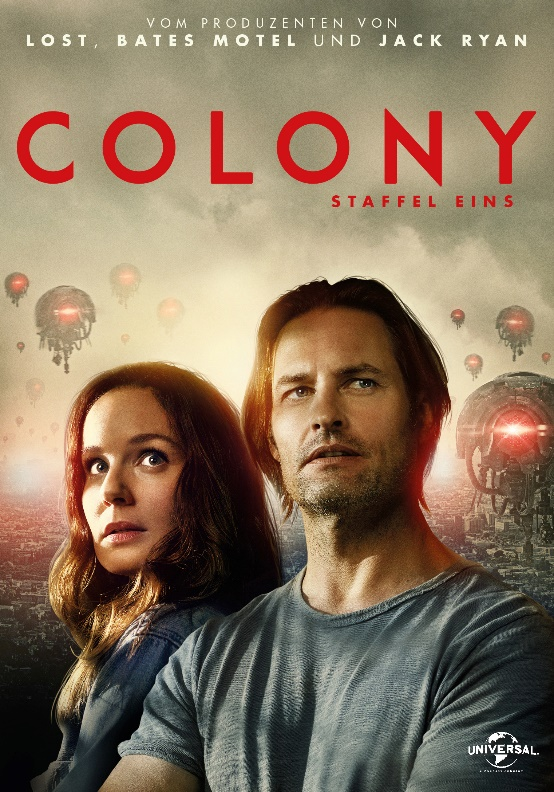 VOM PRODUZENTEN VON
LOST, BATES MOTEL UND JACK RYAN
COLONY
STAFFEL EINS
UNIVERSAL